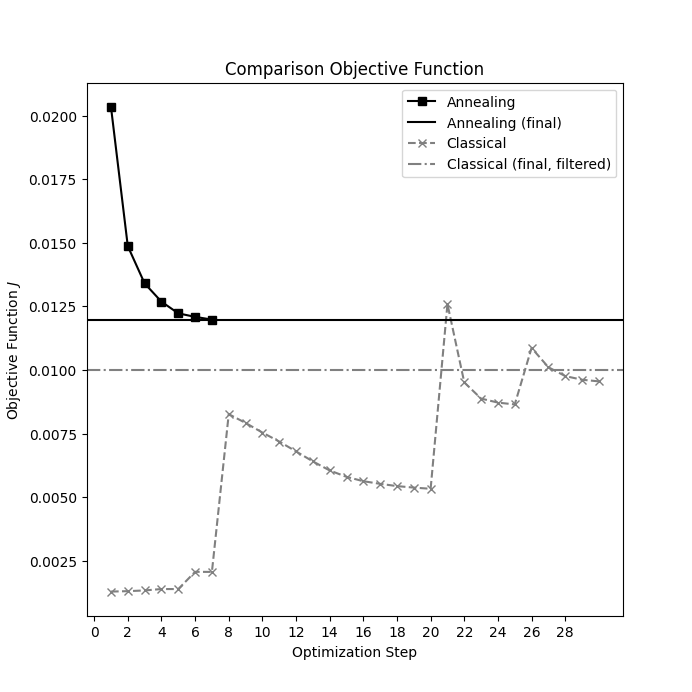 Comparison Objective Function
Annealing
Annealing (final)
Classical
Classical (final, filtered)
Objective Function J
0.0200
0.0175
0.0150
0.0125
0.0100
0.0075
0.0050
0.0025
0 2 4 6 8 10 12 14 16 18 20 22 24 26 28
Optimization Step